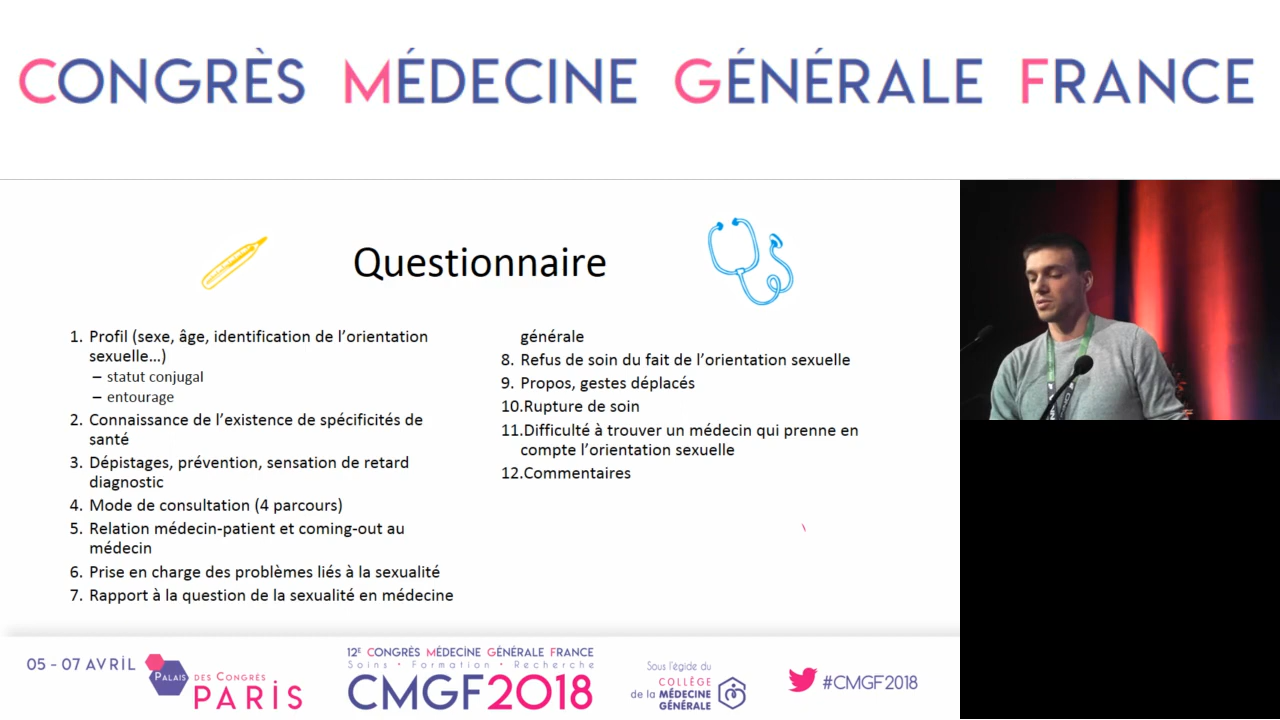 CONGRÈS MÉDECINE GÉNÉRALE FRANCE
Questionnaire
1. Profil (sexe, âge, identification de l'orientation
sexuelle...)
– statut conjugal
– entourage
2. Connaissance de l'existence de spécificités de
santé
3. Dépistages, prévention, sensation de retard
diagnostic
4. Mode de consultation (4 parcours)
5. Relation médecin-patient et coming-out au
médecin
6. Prise en charge des problèmes liés à la sexualité
7. Rapport à la question de la sexualité en médecine
générale
8. Refus de soin du fait de l'orientation sexuelle
9. Propos, gestes déplacés
10.Rupture de soin
11.Difficulté à trouver un médecin qui prenne en
compte l'orientation sexuelle
12.Commentaires
05 - 07 AVRIL
PALAIS DES CONGRÈS
PARIS
12E CONGRÈS MÉDECINE GÉNÉRALE FRANCE
Soins • Formation • Recherche
CMGF2018
Sous l'égide du
COLLÈGE
de la MÉDECINE
GÉNÉRALE
#CMGF2018